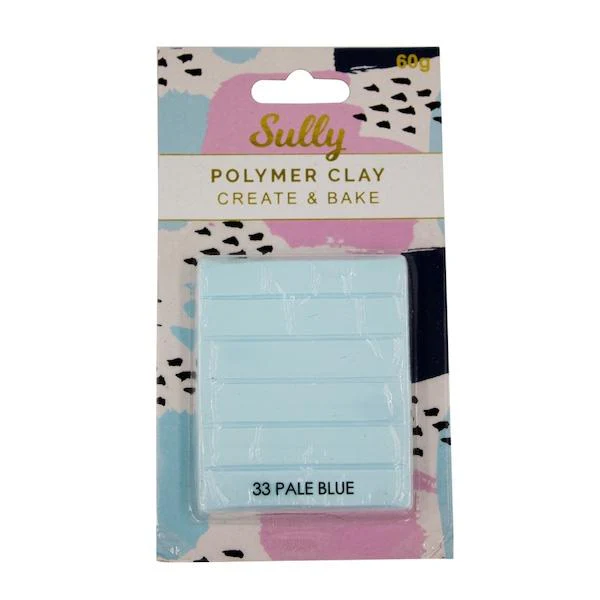 60g
Sully
POLYMER CLAY
CREATE & BAKE
33 PALE BLUE